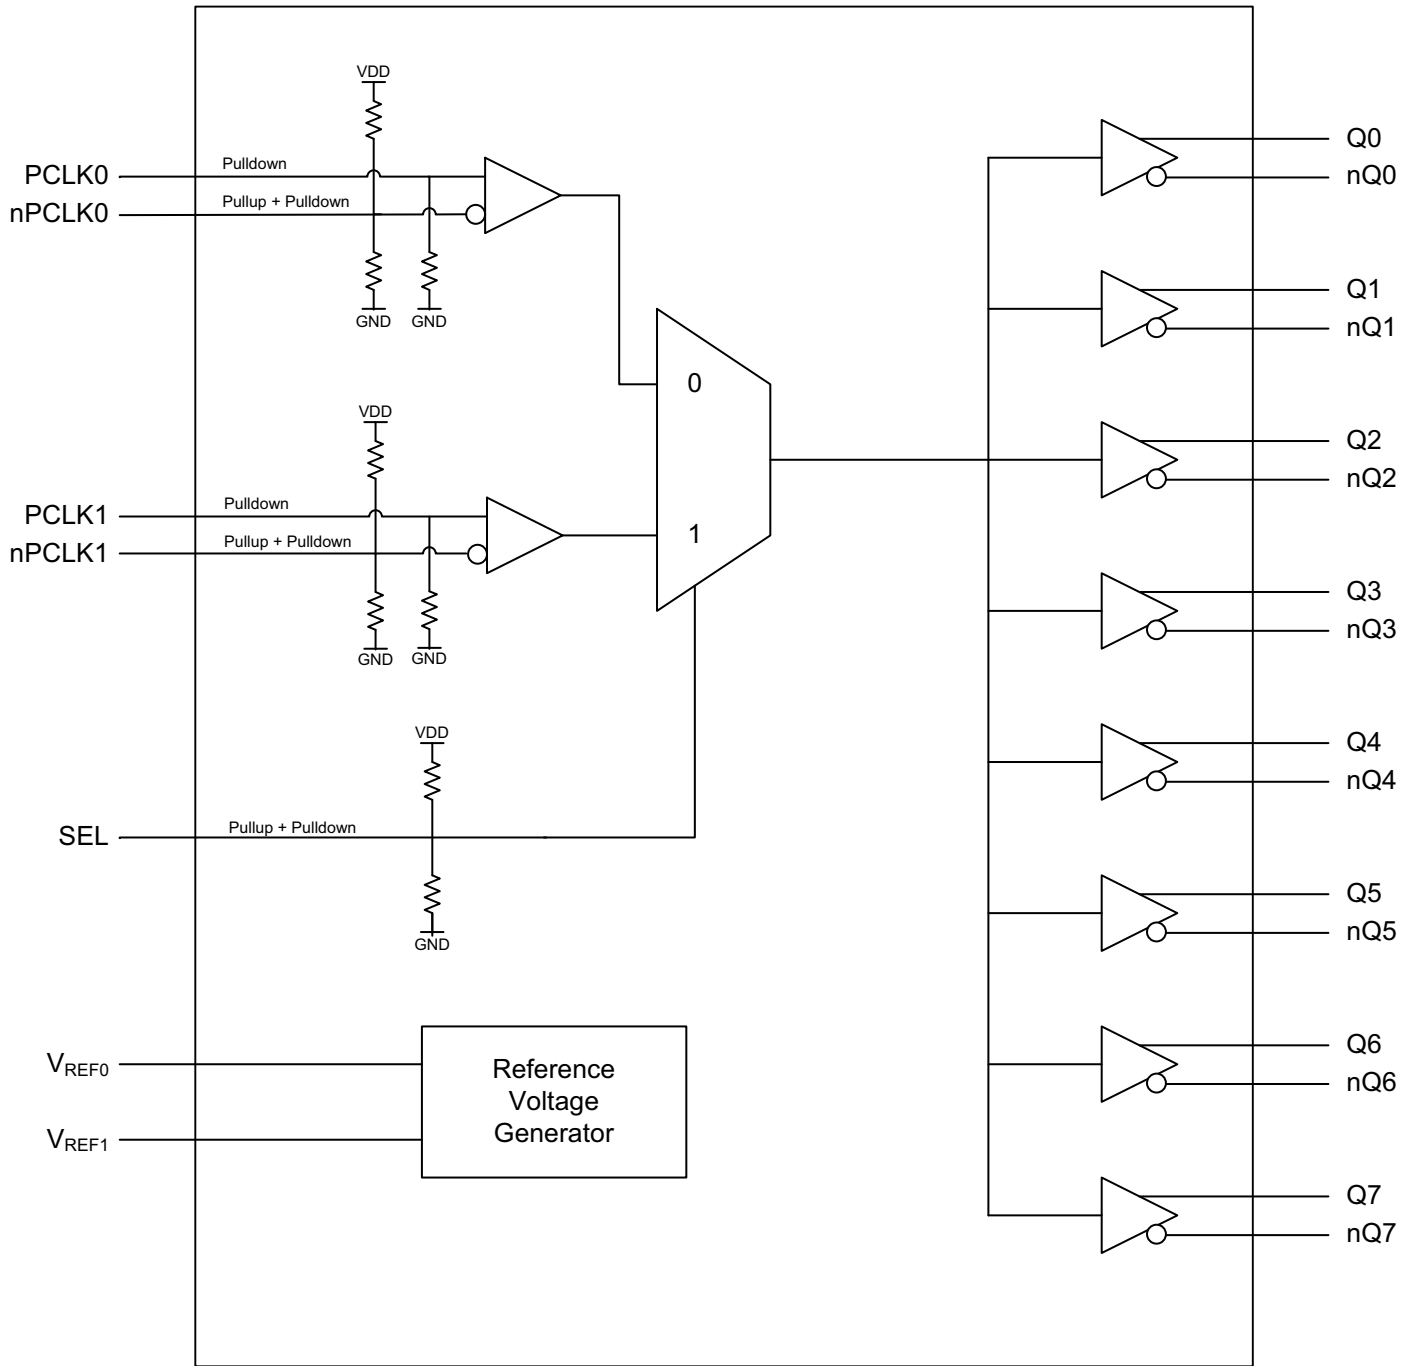 VDD
PCLK0
Pulldown
nPCLK0
Pullup + Pulldown
GND
GND
VDD
PCLK1
Pulldown
nPCLK1
Pullup + Pulldown
GND
GND
0
1
VDD
SEL
Pullup + Pulldown
GND
VREF0
VREF1
Reference
Voltage
Generator
Q0
nQ0
Q1
nQ1
Q2
nQ2
Q3
nQ3
Q4
nQ4
Q5
nQ5
Q6
nQ6
Q7
nQ7